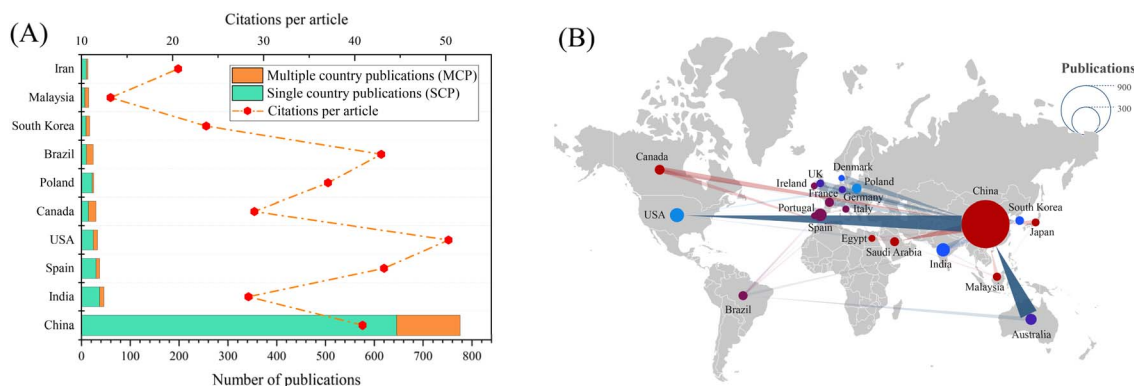 (A)
Citations per article
10 20 30 40 50
Iran
Malaysia
South Korea
Brazil
Poland
Canada
USA
Spain
India
China
Multiple country publications (MCP)
Single country publications (SCP)
Citations per article
0 100 200 300 400 500 600 700 800
Number of publications
(B)
Publications
900
300
Canada
Denmark
UK
Poland
Ireland
France
Germany
China
USA
Portugal
Italy
South Korea
Spain
Japan
Egypt
Saudi Arabia
India
Malaysia
Brazil
Australia